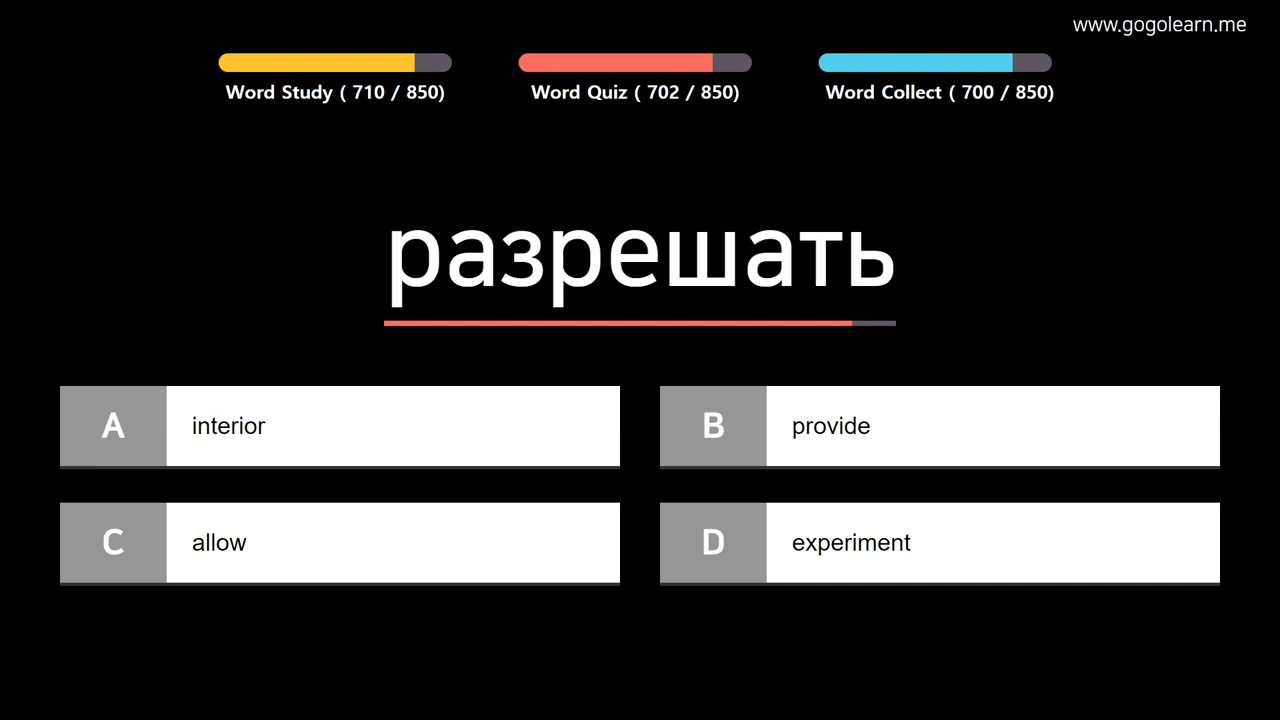 www.gogolearn.me
Word Study ( 710 / 850)
Word Quiz ( 702 / 850)
Word Collect ( 700 / 850)
разрешать
A interior
B provide
C allow
D experiment